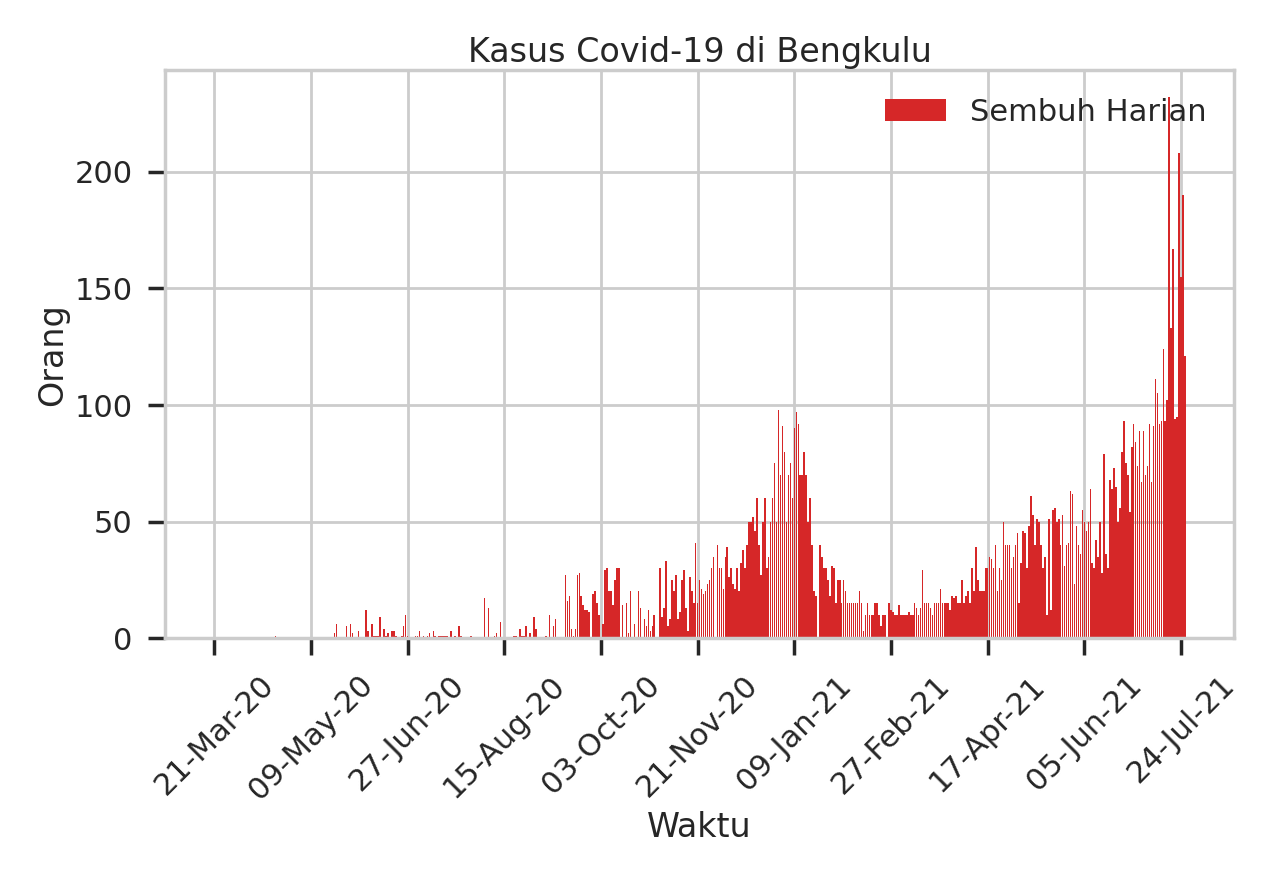 Kasus Covid-19 di Bengkulu
Sembuh Harian
Orang
200
150
100
50
0
21-Mar-20
09-May-20
27-Jun-20
15-Aug-20
03-Oct-20
21-Nov-20
09-Jan-21
27-Feb-21
17-Apr-21
05-Jun-21
24-Jul-21
Waktu